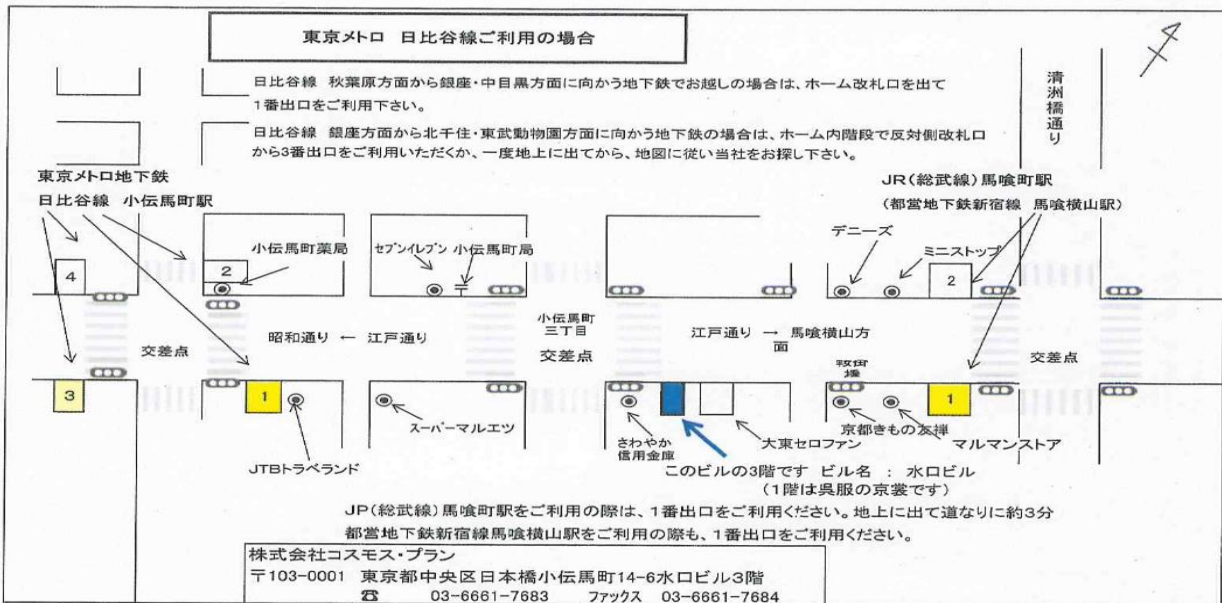 東京メトロ 日比谷線ご利用の場合
日比谷線 秋葉原方面から銀座・中目黒方面に向かう地下鉄でお越しの場合は、ホーム改札口を出て
1番出口をご利用下さい。
日比谷線 銀座方面から北千住・東武動物園方面に向かう地下鉄の場合は、ホーム内階段で反対側改札口
から3番出口をご利用いただくか、一度地上に出てから、地図に従い当社をお探し下さい。
清洲橋通り
東京メトロ地下鉄
日比谷線 小伝馬町駅
JR(総武線)馬喰町駅
(都営地下鉄新宿線 馬喰横山駅)
4
2
小伝馬町薬局
セブンイレブン
小伝馬町局
〒
デニーズ
ミニストップ
2
交差点
昭和通り ← 江戸通り
小伝馬町
三丁目
交差点
江戸通り → 馬喰横山方
面
交差点
3
1
JTBトラベランド
スーパーマルエツ
さわやか
信用金庫
大東セロファン
鞍掛
京都きもの友禅
マルマンストア
1
このビルの3階です ビル名 : 水口ビル
(1階は呉服の京裳です)
JP(総武線)馬喰町駅をご利用の際は、1番出口をご利用ください。地上に出て道なりに約3分
都営地下鉄新宿線馬喰横山駅をご利用の際も、1番出口をご利用ください。
株式会社コスモス・プラン
〒103-0001 東京都中央区日本橋小伝馬町14-6水口ビル3階
☎ 03-6661-7683 ファックス 03-6661-7684